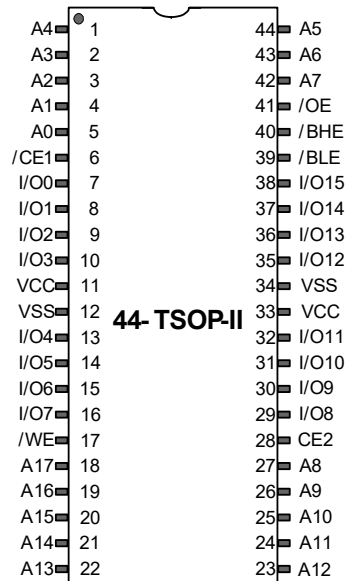 A4 1 44 A5
A3 2 43 A6
A2 3 42 A7
A1 4 41 /OE
A0 5 40 /BHE
/CE1 6 39 /BLE
I/O0 7 38 I/O15
I/O1 8 37 I/O14
I/O2 9 36 I/O13
I/O3 10 35 I/O12
VCC 11 34 VSS
VSS 12 33 VCC
44-TSOP-II
I/O4 13 32 I/O11
I/O5 14 31 I/O10
I/O6 15 30 I/O9
I/O7 16 29 I/O8
/WE 17 28 CE2
A17 18 27 A8
A16 19 26 A9
A15 20 25 A10
A14 21 24 A11
A13 22 23 A12